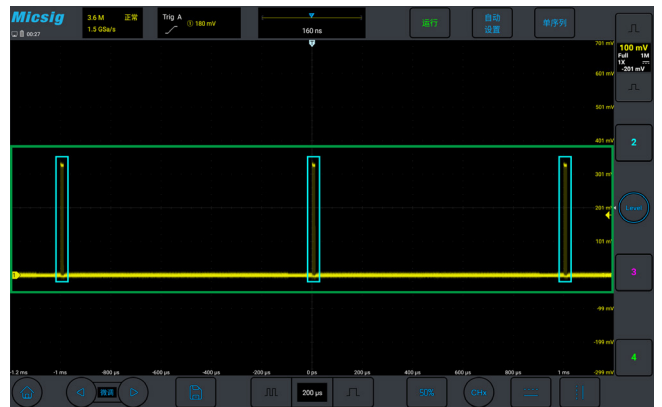 Micsig
00:27
3.6 M 正常
1.5 GSa/s
Trig A ① 180 mV
160 ns
运行
自动
设置
单序列
100 mV
Full 1M
1X
-201 mV
701 mV
601 mV
501 mV
401 mV
301 mV
201 mV
101 mV
-99 mV
-199 mV
-299 mV
2
Level
3
4
1
-1.2 ms -1 ms -800 μs -600 μs -400 μs -200 μs 0 ps 200 μs 400 μs 600 μs 800 μs 1 ms
微调
200 μs
50%
CHx